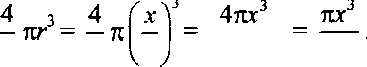 4/ πr³ = 4/ π(x/ )³ = 4πx³ = πx³/ .